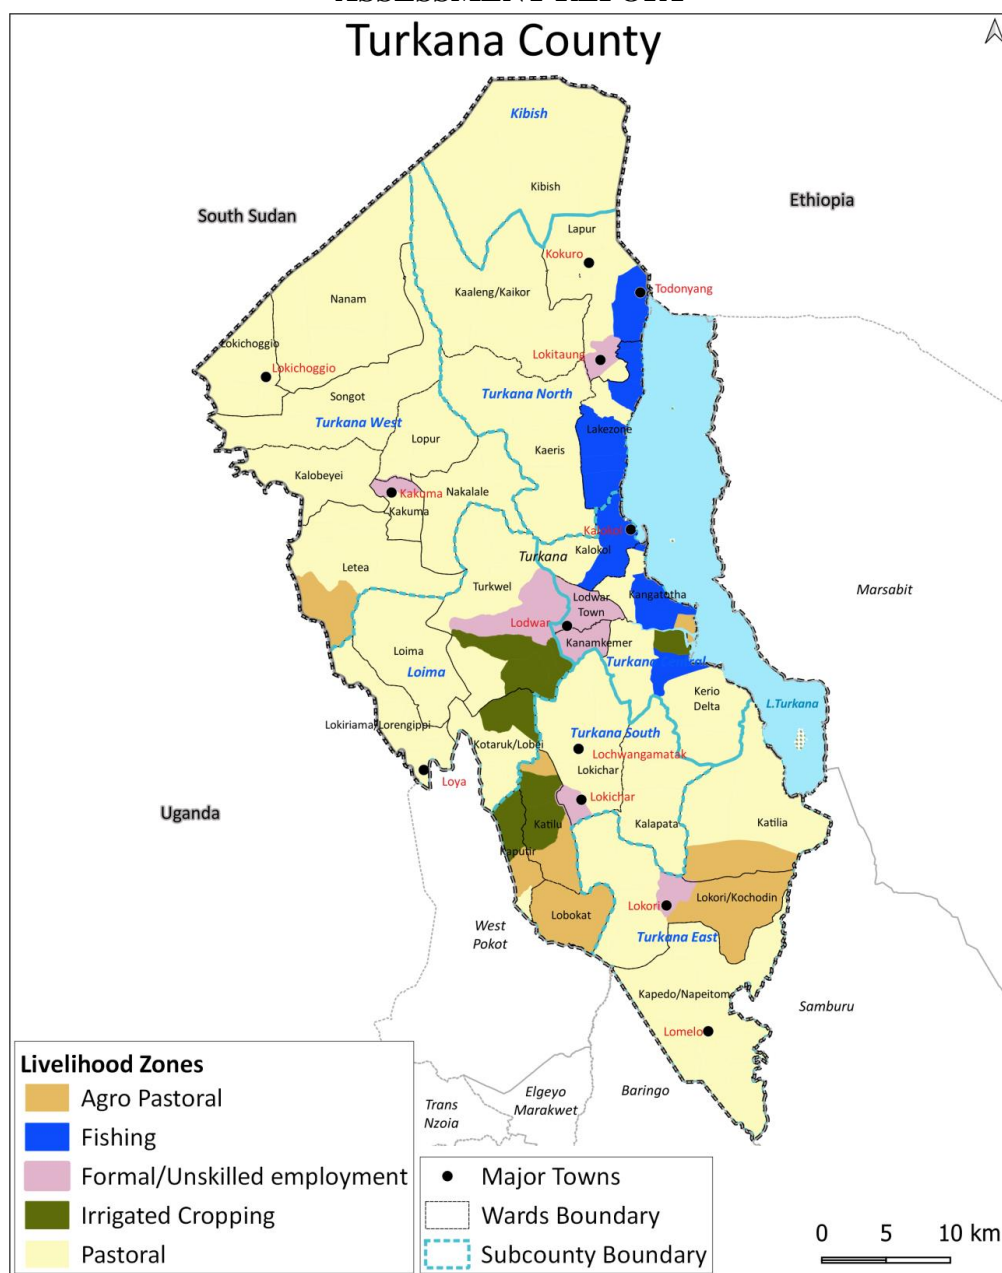 Turkana County
Kibish
Kibish
South Sudan
Ethiopia
Lapur
Kokuro
Kaaleng/Kaikor
Todonyang
Nanam
Lokichoggio
Lokichoggio
Lokitaung
Songot
Turkana North
Turkana West
Lopur
Lakezone
Kaeris
Kalobeyei
Kakuma
Nakalale
Kakuma
Kalokol
Turkana
Kalokol
Letea
Turkwel
Kangatotha
Marsabit
Lodwar
Town
Lodwar
Kanamkemer
Loima
Loima
Turkana Central
Kerio
Delta
L.Turkana
Lokiriama/Lorengippi
Turkana South
Kotaruk/Lobei
Lochwangamatak
Lokichar
Loya
Lokichar
Uganda
Katilu
Kalapata
Katilia
Kaputir
Lokori/Kochodin
Lokori
Lobokat
West
Pokot
Turkana East
Kapedo/Napeitom
Samburu
Lomelo
Baringo
Elgeyo
Marakwet
Trans
Nzoia
Livelihood Zones
Agro Pastoral
Fishing
Formal/Unskilled employment
Irrigated Cropping
Pastoral
Major Towns
Wards Boundary
Subcounty Boundary
0 5 10 km